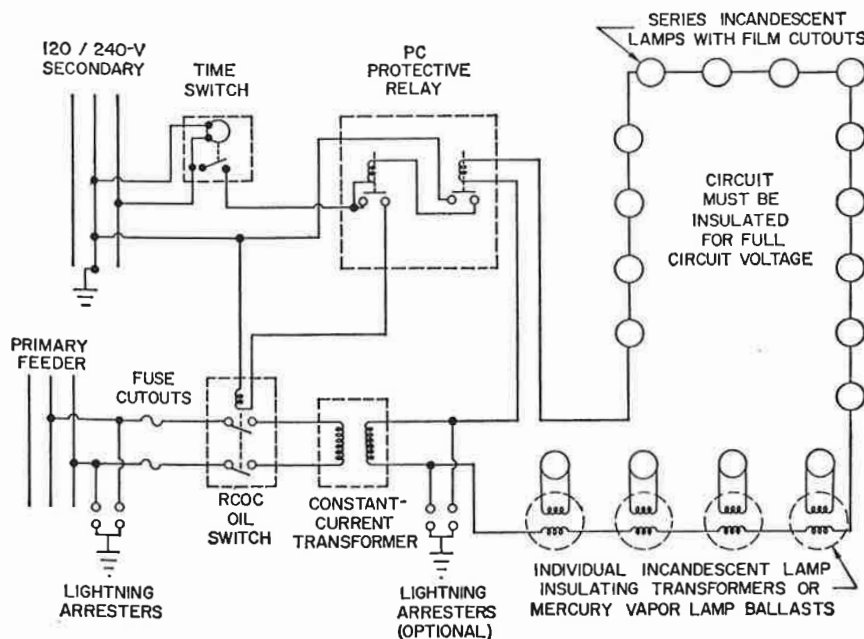 120 / 240-V
SECONDARY
TIME
SWITCH
PC
PROTECTIVE
RELAY
SERIES INCANDESCENT
LAMPS WITH FILM CUTOUTS
CIRCUIT
MUST BE
INSULATED
FOR FULL
CIRCUIT VOLTAGE
PRIMARY
FEEDER
FUSE
CUTOUTS
RCOC
OIL
SWITCH
CONSTANT-
CURRENT
TRANSFORMER
LIGHTNING
ARRESTERS
LIGHTNING
ARRESTERS
(OPTIONAL)
INDIVIDUAL INCANDESCENT LAMP
INSULATING TRANSFORMERS OR
MERCURY VAPOR LAMP BALLASTS